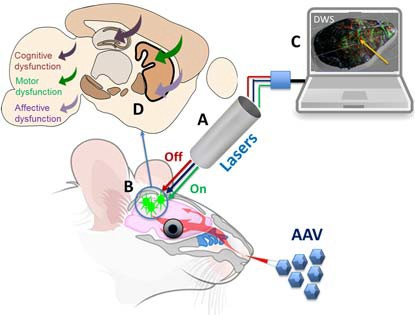 DWS
C
Cognitive
dysfunction
Motor
dysfunction
Affective
dysfunction
D
A
Lasers
Off
B
On
AAV